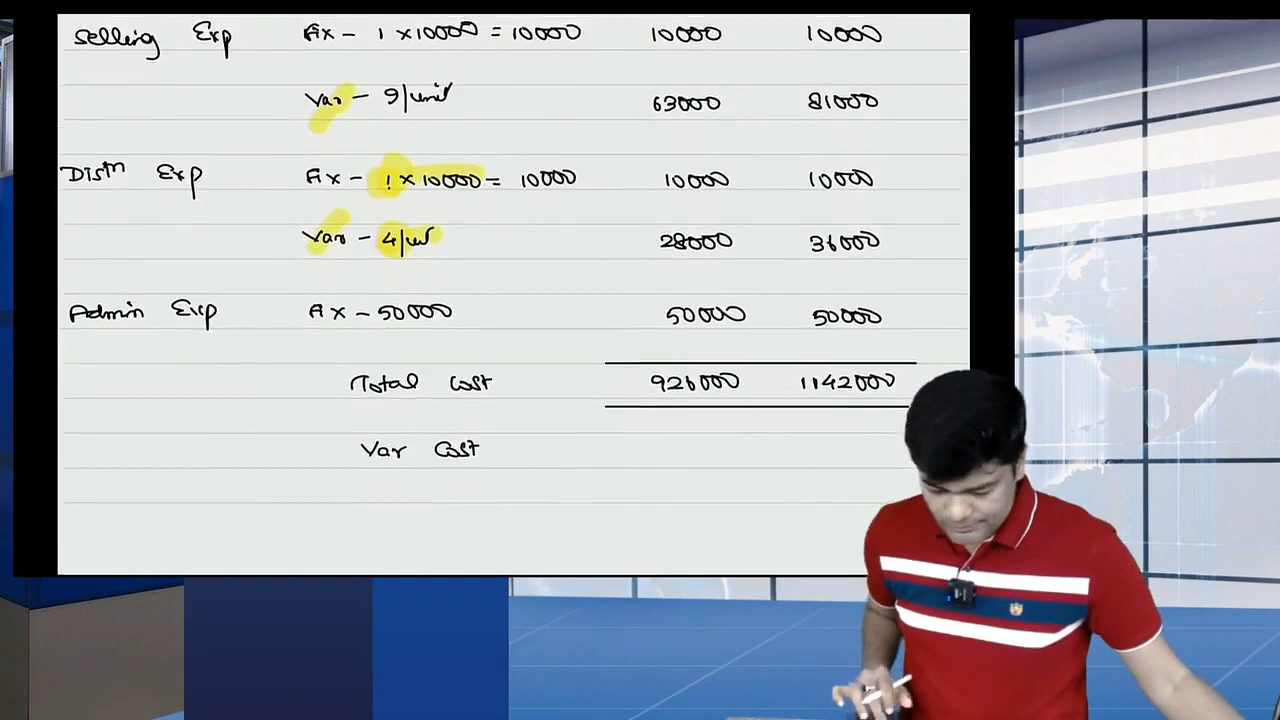 Selling Exp Fix - 1 × 10000 = 10000 10000 10000
Var - 9/unit 63000 81000
Distn Exp Fix - 1 × 10000 = 10000 10000 10000
Var - 4/unit 28000 36000
Admin Exp Fix - 50000 50000 50000
Total Cost 926000 1142000
Var Cost